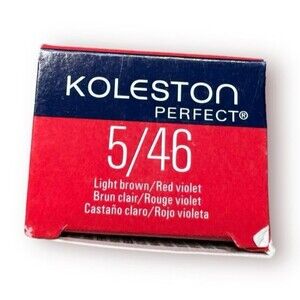 KOLESTON
PERFECT®
5/46
Light brown/Red violet
Brun clair/Rouge violet
Castaño claro/Rojo violeta